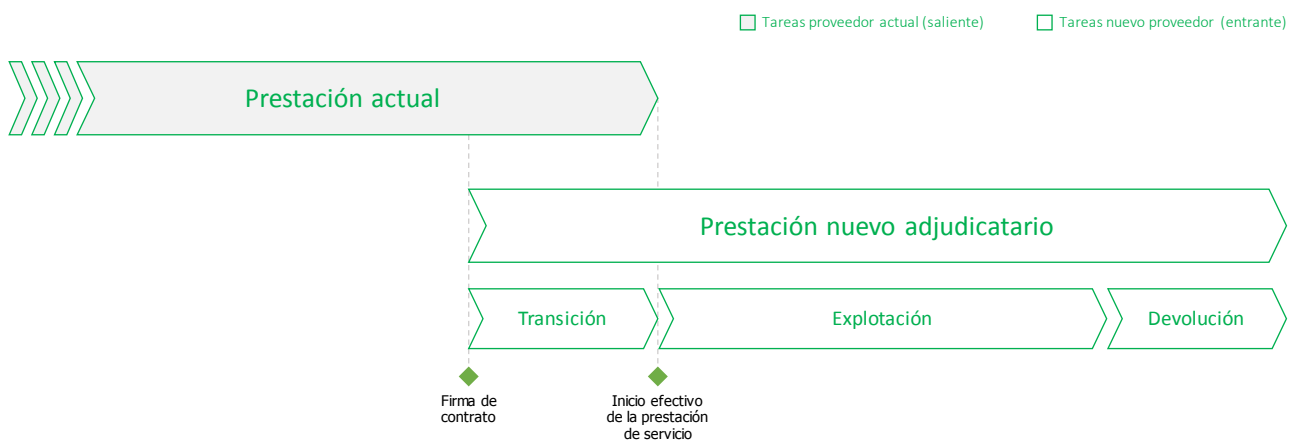 Tareas proveedor actual (saliente)
Tareas nuevo proveedor (entrante)
Prestación actual
Prestación nuevo adjudicatario
Transición
Explotación
Devolución
Firma de
contrato
Inicio efectivo
de la prestación
de servicio